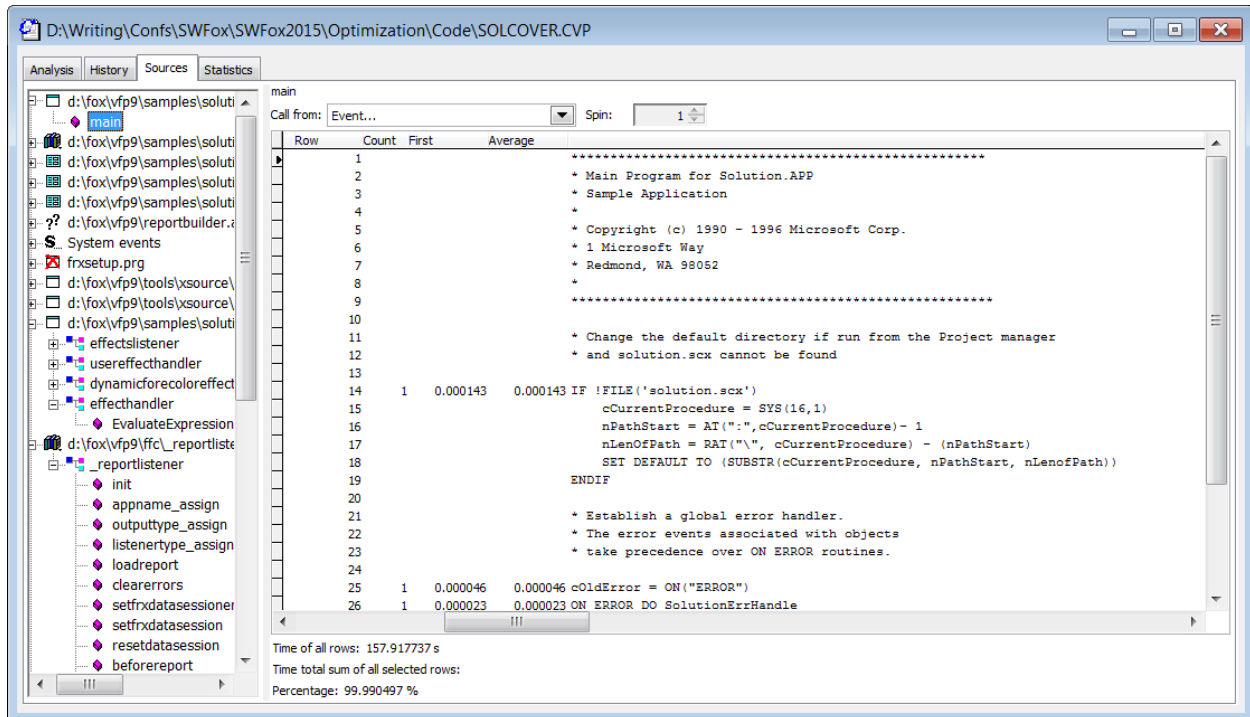 D:\Writing\Confs\SWFox\SWFox2015\Optimization\Code\SOLCOVER.CVP
Analysis History Sources Statistics
d:\fox\vfp9\samples\soluti
main
d:\fox\vfp9\samples\soluti
d:\fox\vfp9\samples\soluti
d:\fox\vfp9\samples\soluti
d:\fox\vfp9\samples\soluti
?? d:\fox\vfp9\reportbuilder.a
S... System events
frxsetup.prg
d:\fox\vfp9\tools\xsource\
d:\fox\vfp9\tools\xsource\
d:\fox\vfp9\samples\soluti
effectslistener
usereffecthandler
dynamicforecoloreffect
effecthandler
EvaluateExpression
d:\fox\vfp9\ffc\_reportliste
_reportlistener
init
appname_assign
outputtype_assign
listenertype_assign
loadreport
clearerrors
setfrxdatasessioner
setfrxdatasession
resetdatasession
beforereport
main
Call from: Event... Spin: 1
Row Count First Average
1 *****************************************************
2 * Main Program for Solution.APP
3 * Sample Application
4 *
5 * Copyright (c) 1990 - 1996 Microsoft Corp.
6 * 1 Microsoft Way
7 * Redmond, WA 98052
8 *
9 ******************************************************
10
11 * Change the default directory if run from the Project manager
12 * and solution.scx cannot be found
13
14 1 0.000143 0.000143 IF !FILE('solution.scx')
15 cCurrentProcedure = SYS(16,1)
16 nPathStart = AT(":",cCurrentProcedure)- 1
17 nLenOfPath = RAT("\", cCurrentProcedure) - (nPathStart)
18 SET DEFAULT TO (SUBSTR(cCurrentProcedure, nPathStart, nLenofPath))
19 ENDIF
20
21 * Establish a global error handler.
22 * The error events associated with objects
23 * take precedence over ON ERROR routines.
24
25 1 0.000046 0.000046 cOldError = ON("ERROR")
26 1 0.000023 0.000023 ON ERROR DO SolutionErrHandle
Time of all rows: 157.917737 s
Time total sum of all selected rows:
Percentage: 99.990497 %